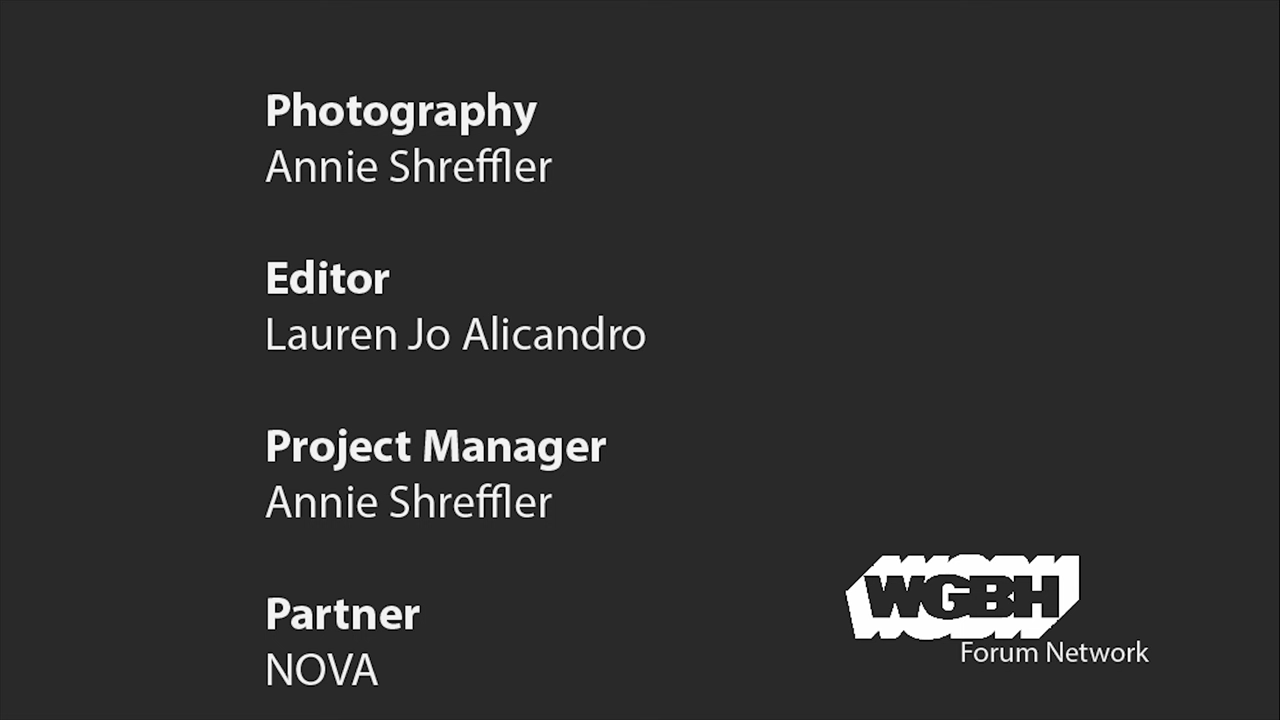 Photography
Annie Shreffler
Editor
Lauren Jo Alicandro
Project Manager
Annie Shreffler
Partner
NOVA
WGBH
Forum Network